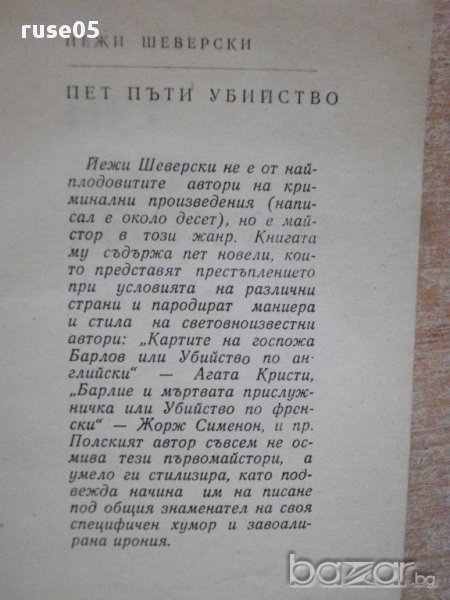 ruse05
ЙЕЖИ ШЕВЕРСКИ
ПЕТ ПЪТИ УБИЙСТВО
Йежи Шеверски не е от най-
плодовитите автори на кри-
минални произведения (напи-
сал е около десет), но е май-
стор в този жанр. Книгата
му съдържа пет новели, кои-
то представят престъплението
при условията на различни
страни и пародират маниера
и стила на световноизвестни
автори: „Картите на госпожа
Барлов или Убийство по ан-
глийски“ — Агата Кристи,
„Барлие и мъртвата прислуж-
ничка или Убийство по френ-
ски“ — Жорж Сименон, и пр.
Полският автор съвсем не ос-
мива тези първомайстори, а
умело ги стилизира, като под-
вежда начина им на писане
под общия знаменател на своя
специфичен хумор и завоали-
рана ирония.
bazar.bg